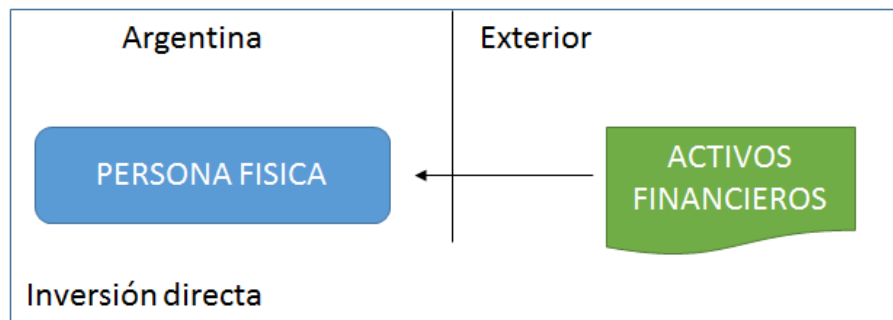 Argentina
Exterior
PERSONA FISICA
ACTIVOS
FINANCIEROS
Inversión directa